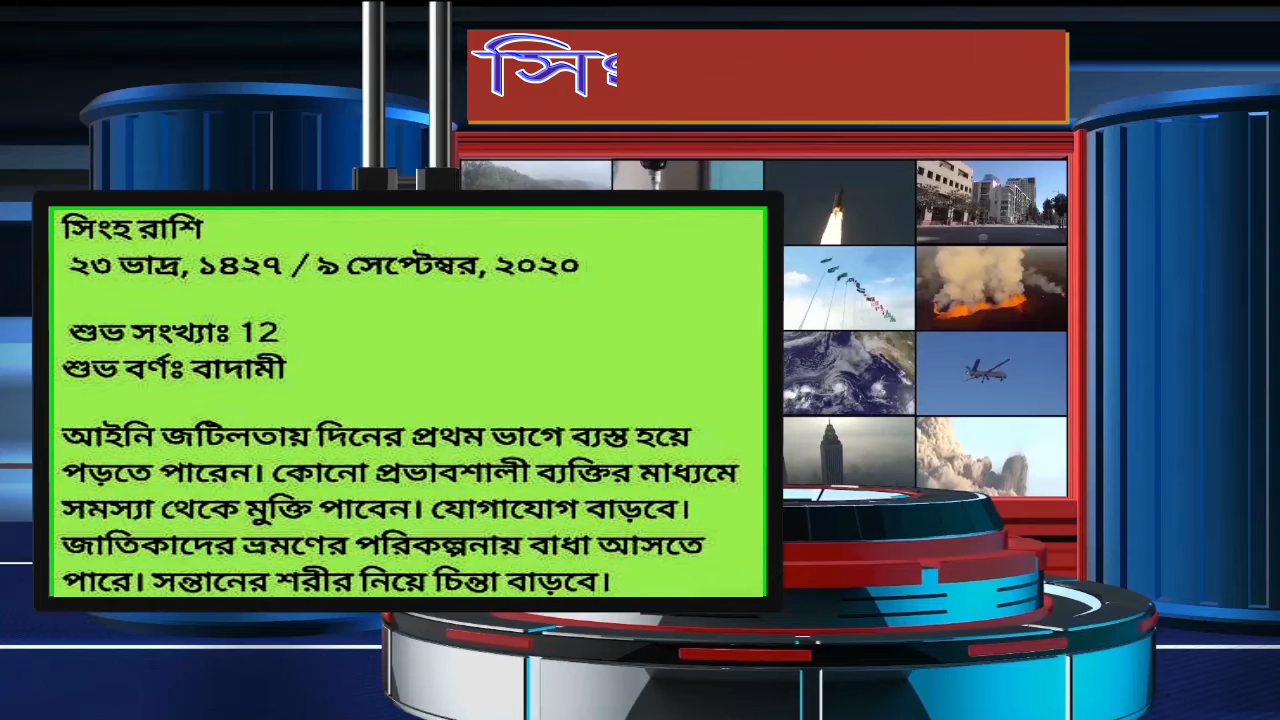 সিংহ রাশি
২৩ ভাদ্র, ১৪২৭ / ৯ সেপ্টেম্বর, ২০২০
শুভ সংখ্যাঃ 12
শুভ বর্ণঃ বাদামী
আইনি জটিলতায় দিনের প্রথম ভাগে ব্যস্ত হয়ে
পড়তে পারেন। কোনো প্রভাবশালী ব্যক্তির মাধ্যমে
সমস্যা থেকে মুক্তি পাবেন। যোগাযোগ বাড়বে।
জাতিকাদের ভ্রমণের পরিকল্পনায় বাধা আসতে
পারে। সন্তানের শরীর নিয়ে চিন্তা বাড়বে।